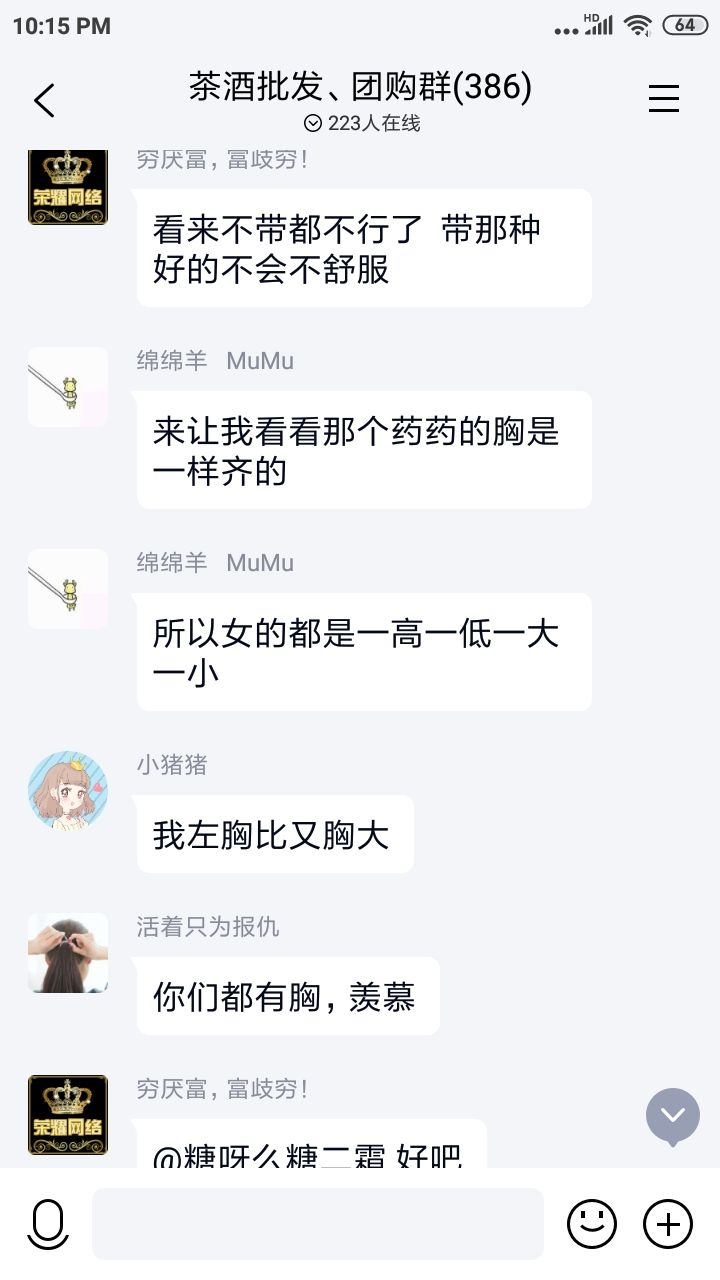 10:15 PM
HD
64
茶酒批发、团购群(386)
223人在线
穷厌富，富歧穷！
荣耀网络
看来不带都不行了 带那种
好的不会不舒服
绵绵羊 MuMu
来让我看看那个药药的胸是
一样齐的
绵绵羊 MuMu
所以女的都是一高一低一大
一小
小猪猪
我左胸比又胸大
活着只为报仇
你们都有胸，羡慕
穷厌富，富歧穷！
荣耀网络
@糖呀么糖二霜 好吧